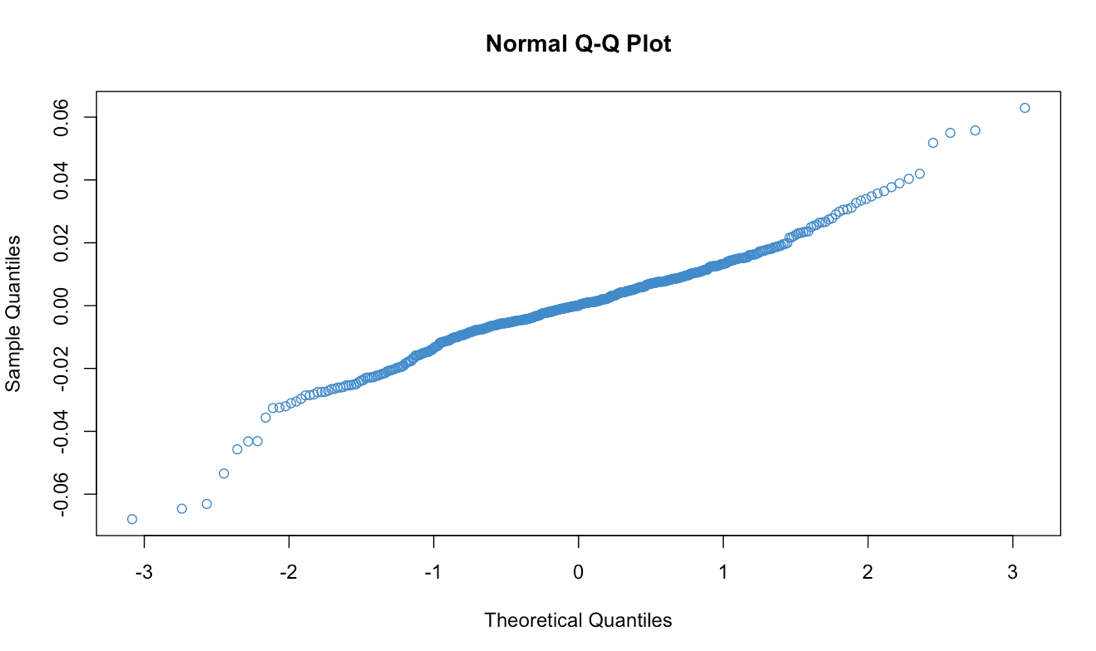 Normal Q-Q Plot
Sample Quantiles
0.06
0.04
0.02
0.00
-0.02
-0.04
-0.06
-3 -2 -1 0 1 2 3
Theoretical Quantiles